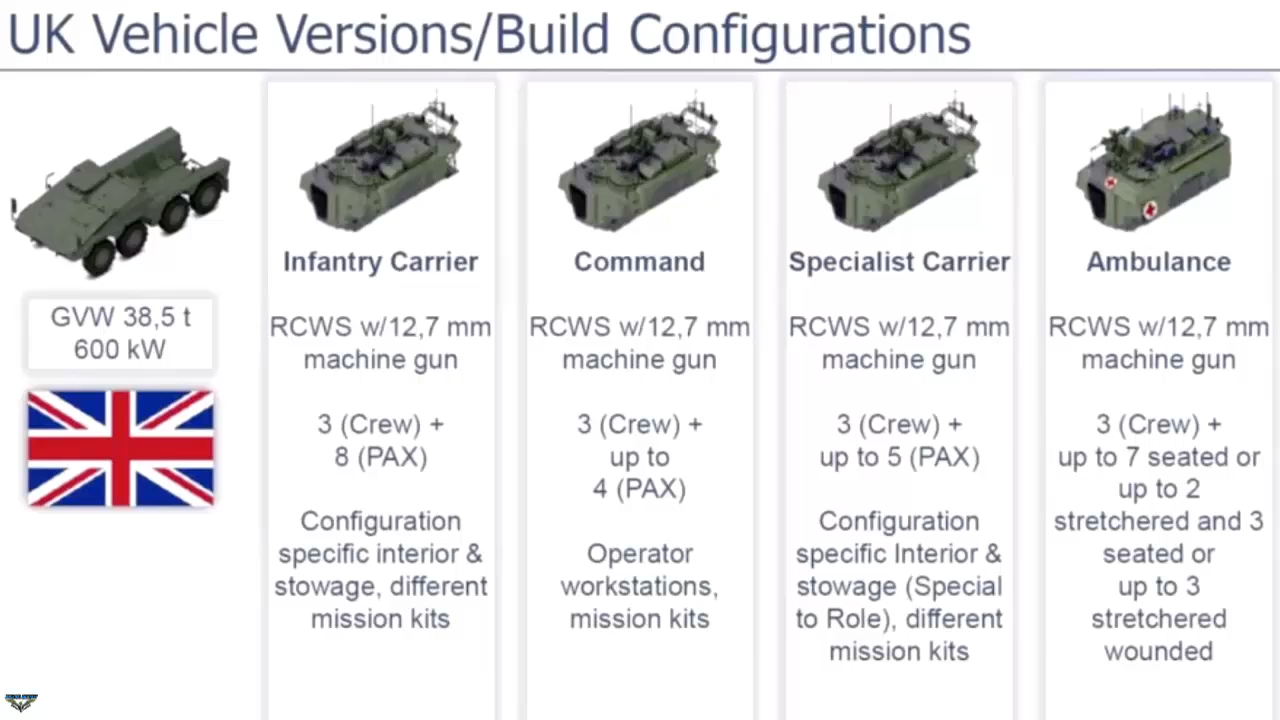 UK Vehicle Versions/Build Configurations
GVW 38,5 t
600 kW
Infantry Carrier
RCWS w/12,7 mm
machine gun
3 (Crew) +
8 (PAX)
Configuration
specific interior &
stowage, different
mission kits
Command
RCWS w/12,7 mm
machine gun
3 (Crew) +
up to
4 (PAX)
Operator
workstations,
mission kits
Specialist Carrier
RCWS w/12,7 mm
machine gun
3 (Crew) +
up to 5 (PAX)
Configuration
specific Interior &
stowage (Special
to Role), different
mission kits
Ambulance
RCWS w/12,7 mm
machine gun
3 (Crew) +
up to 7 seated or
up to 2
stretchered and 3
seated or
up to 3
stretchered
wounded